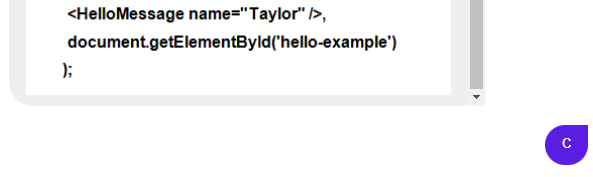 <HelloMessage name="Taylor" />,
document.getElementById('hello-example')
);
C